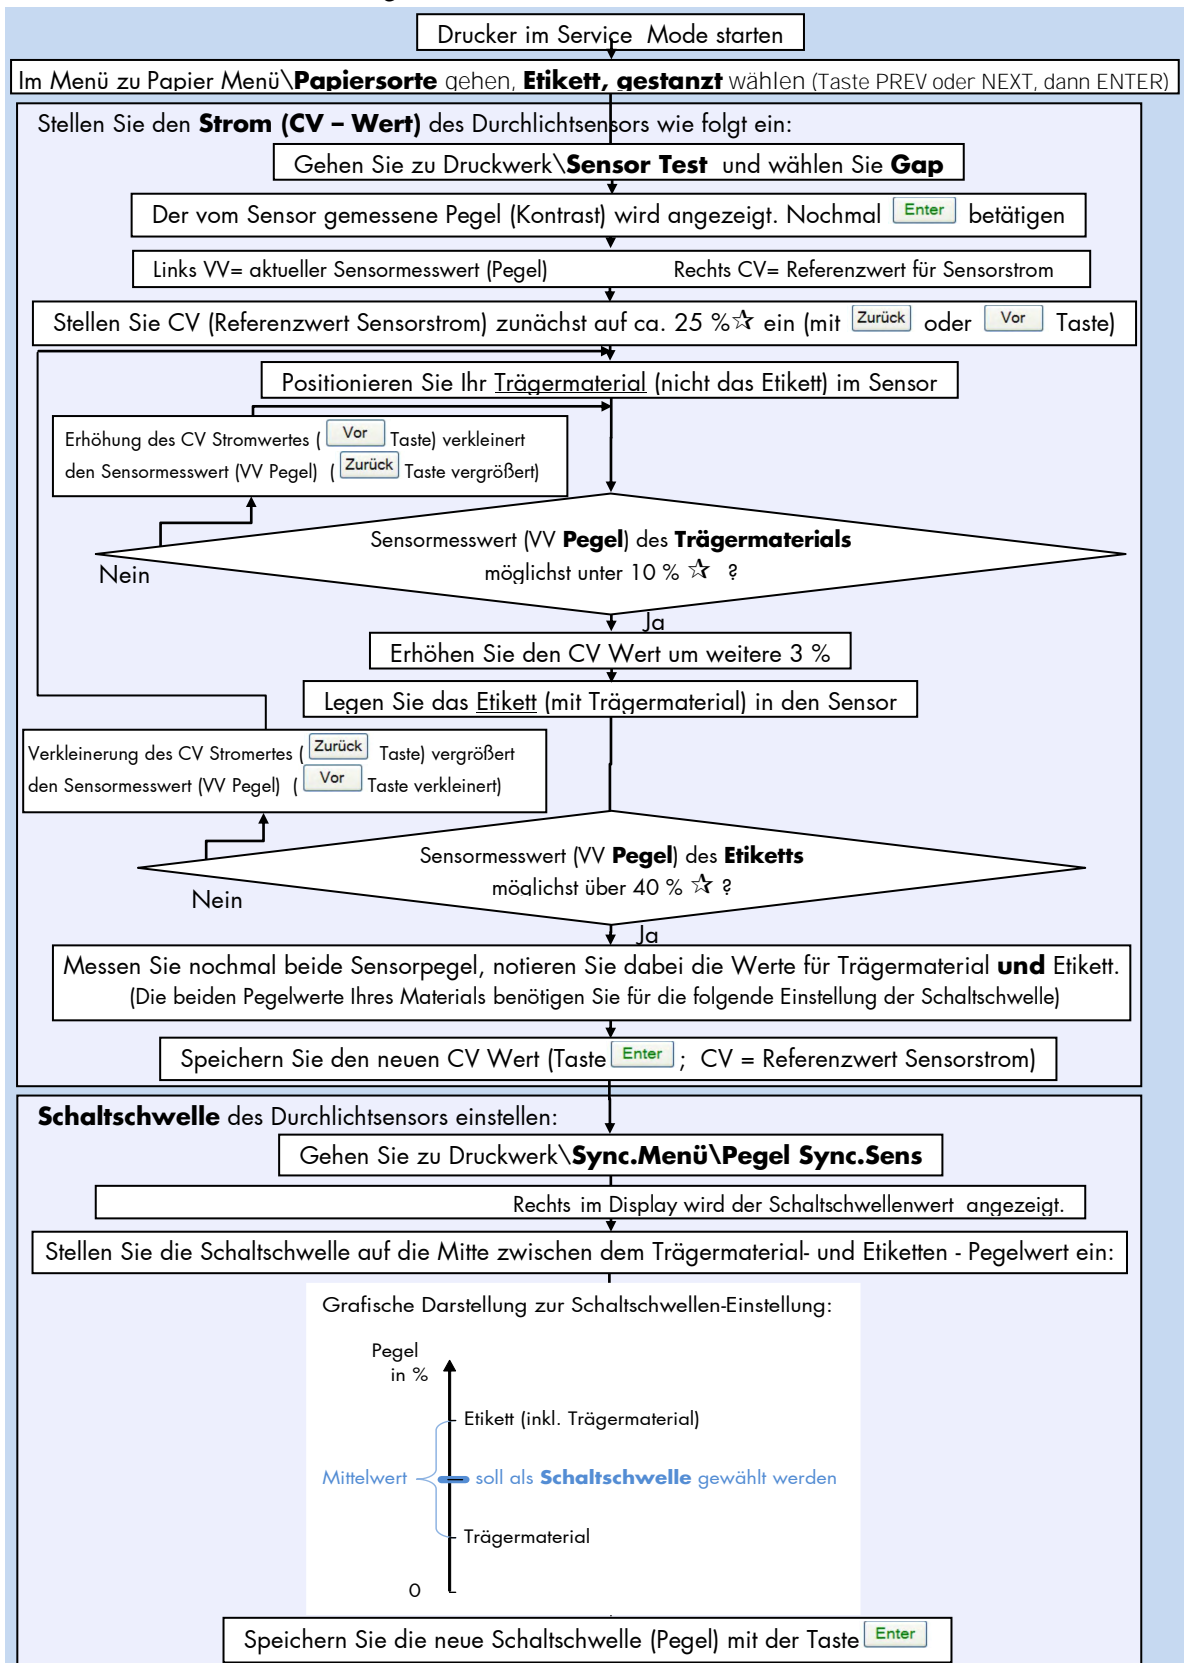 Drucker im Service Mode starten
Im Menü zu Papier Menü\Papiersorte gehen, Etikett, gestanzt wählen (Taste PREV oder NEXT, dann ENTER)
Stellen Sie den Strom (CV – Wert) des Durchlichtsensors wie folgt ein:
Gehen Sie zu Druckwerk\Sensor Test und wählen Sie Gap
Der vom Sensor gemessene Pegel (Kontrast) wird angezeigt. Nochmal Enter betätigen
Links VV= aktueller Sensormesswert (Pegel) Rechts CV= Referenzwert für Sensorstrom
Stellen Sie CV (Referenzwert Sensorstrom) zunächst auf ca. 25 %☆ ein (mit Zurück oder Vor Taste)
Positionieren Sie Ihr Trägermaterial (nicht das Etikett) im Sensor
Erhöhung des CV Stromwertes ( Vor Taste) verkleinert
den Sensormesswert (VV Pegel) ( Zurück Taste vergrößert)
Sensormesswert (VV Pegel) des Trägermaterials
möglichst unter 10 % ☆ ?
Nein
Ja
Erhöhen Sie den CV Wert um weitere 3 %
Legen Sie das Etikett (mit Trägermaterial) in den Sensor
Verkleinerung des CV Stromertes ( Zurück Taste) vergrößert
den Sensormesswert (VV Pegel) ( Vor Taste verkleinert)
Sensormesswert (VV Pegel) des Etiketts
möglichst über 40 % ☆ ?
Nein
Ja
Messen Sie nochmal beide Sensorpegel, notieren Sie dabei die Werte für Trägermaterial und Etikett.
(Die beiden Pegelwerte Ihres Materials benötigen Sie für die folgende Einstellung der Schaltschwelle)
Speichern Sie den neuen CV Wert (Taste Enter ; CV = Referenzwert Sensorstrom)
Schaltschwelle des Durchlichtsensors einstellen:
Gehen Sie zu Druckwerk\Sync.Menü\Pegel Sync.Sens
Rechts im Display wird der Schaltschwellenwert angezeigt.
Stellen Sie die Schaltschwelle auf die Mitte zwischen dem Trägermaterial- und Etiketten - Pegelwert ein:
Grafische Darstellung zur Schaltschwellen-Einstellung:
Pegel
in %
Etikett (inkl. Trägermaterial)
Mittelwert soll als Schaltschwelle gewählt werden
Trägermaterial
0
Speichern Sie die neue Schaltschwelle (Pegel) mit der Taste Enter